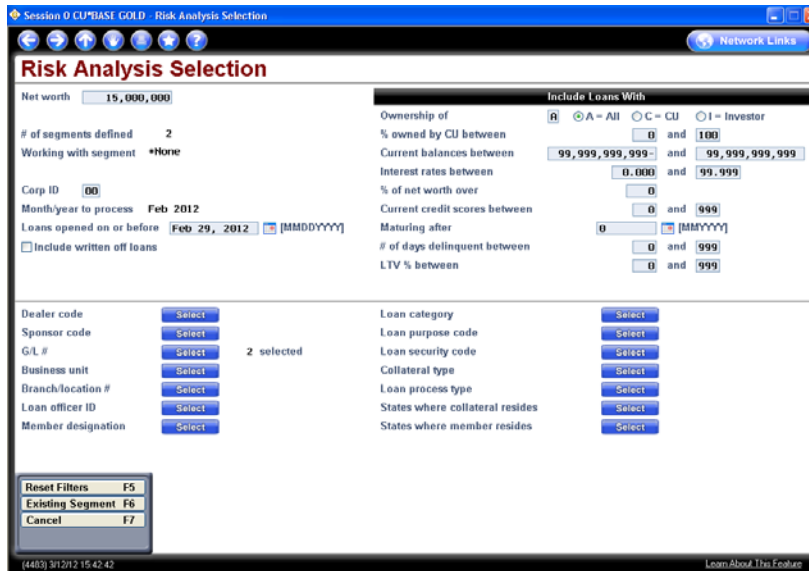 Session 0 CU*BASE GOLD - Risk Analysis Selection
Network Links
Risk Analysis Selection
Net worth 15,000,000
# of segments defined 2
Working with segment *None
Corp ID 00
Month/year to process Feb 2012
Loans opened on or before Feb 29, 2012 [MMDDYYYY]
Include written off loans
Include Loans With
Ownership of A A = All C = CU I = Investor
% owned by CU between 0 and 100
Current balances between 99,999,999,999- and 99,999,999,999
Interest rates between 0.000 and 99.999
% of net worth over 0
Current credit scores between 0 and 999
Maturing after 0 [MMYYYY]
# of days delinquent between 0 and 999
LTV % between 0 and 999
Dealer code Select
Sponsor code Select
G/L # Select 2 selected
Business unit Select
Branch/location # Select
Loan officer ID Select
Member designation Select
Loan category Select
Loan purpose code Select
Loan security code Select
Collateral type Select
Loan process type Select
States where collateral resides Select
States where member resides Select
Reset Filters F5
Existing Segment F6
Cancel F7
(4483) 3/12/12 15:42:42
Learn About This Feature